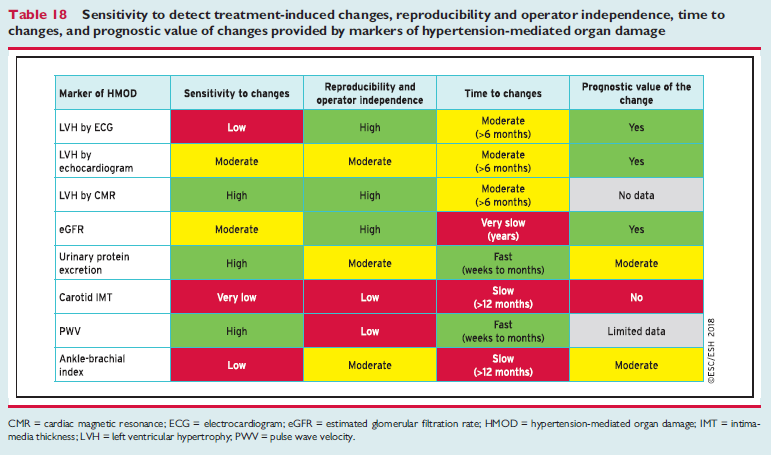 Table 18 Sensitivity to detect treatment-induced changes, reproducibility and operator independence, time to
changes, and prognostic value of changes provided by markers of hypertension-mediated organ damage
Marker of HMOD
Sensitivity to changes
Reproducibility and
operator independence
Time to changes
Prognostic value of the
change
LVH by ECG
Low
High
Moderate
(>6 months)
Yes
LVH by
echocardiogram
Moderate
Moderate
Moderate
(>6 months)
Yes
LVH by CMR
High
High
Moderate
(>6 months)
No data
eGFR
Moderate
High
Very slow
(years)
Yes
Urinary protein
excretion
High
Moderate
Fast
(weeks to months)
Moderate
Carotid IMT
Very low
Low
Slow
(>12 months)
No
PWV
High
Low
Fast
(weeks to months)
Limited data
Ankle-brachial
index
Low
Moderate
Slow
(>12 months)
Moderate
©ESC/ESH 2018
CMR = cardiac magnetic resonance; ECG = electrocardiogram; eGFR = estimated glomerular filtration rate; HMOD = hypertension-mediated organ damage; IMT = intima-
media thickness; LVH = left ventricular hypertrophy; PWV = pulse wave velocity.